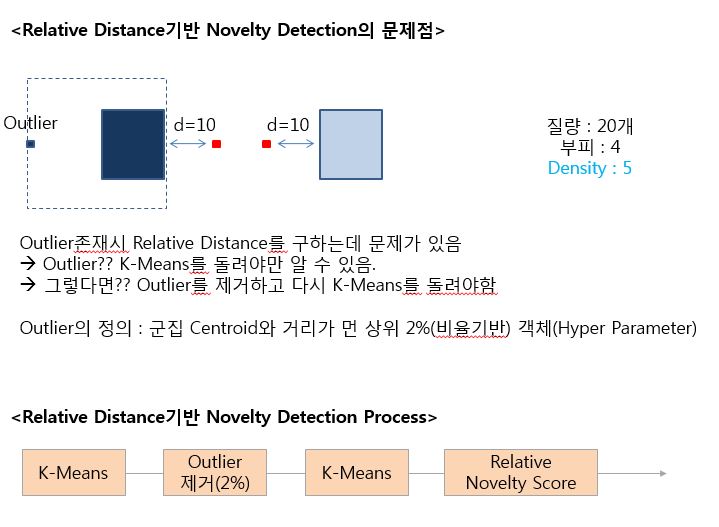 <Relative Distance기반 Novelty Detection의 문제점>
Outlier
d=10
d=10
질량 : 20개
부피 : 4
Density : 5
Outlier존재시 Relative Distance를 구하는데 문제가 있음
→ Outlier?? K-Means를 돌려야만 알 수 있음.
→ 그렇다면?? Outlier를 제거하고 다시 K-Means를 돌려야함
Outlier의 정의 : 군집 Centroid와 거리가 먼 상위 2%(비율기반) 객체(Hyper Parameter)
<Relative Distance기반 Novelty Detection Process>
K-Means
Outlier
제거(2%)
K-Means
Relative
Novelty Score